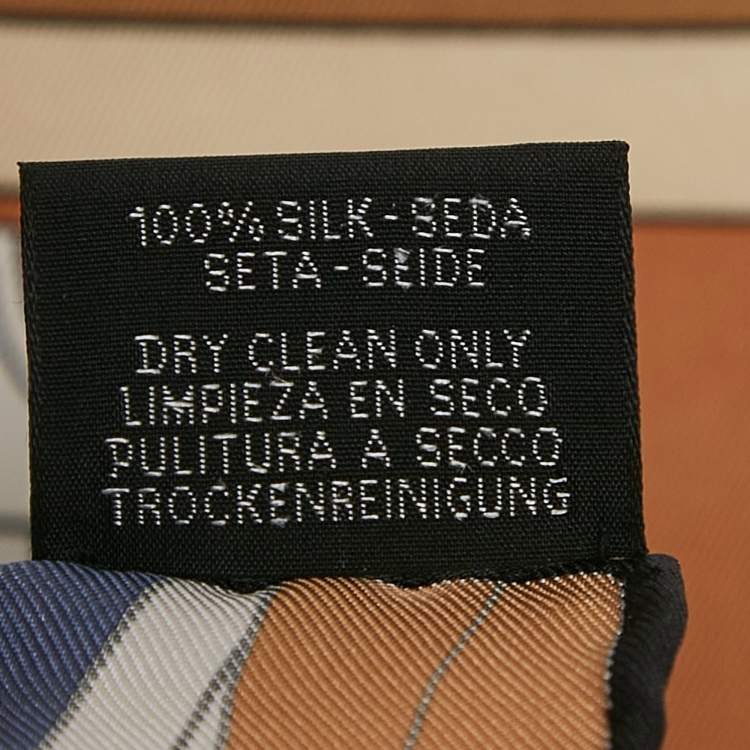 100% SILK - SEDA
SETA - SEIDE
DRY CLEAN ONLY
LIMPIEZA EN SECO
PULITURA A SECCO
TROCKENREINIGUNG